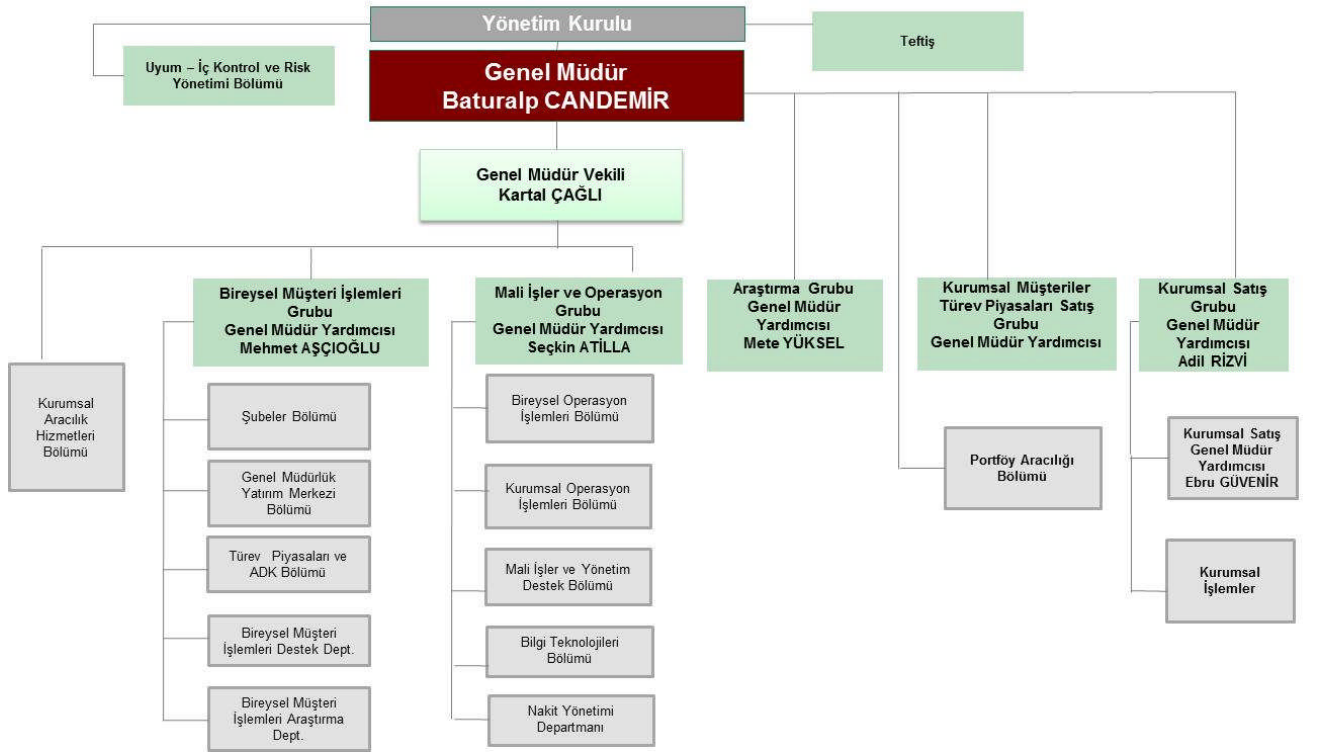 Yönetim Kurulu
Teftiş
Uyum – İç Kontrol ve Risk
Yönetimi Bölümü
Genel Müdür
Baturalp CANDEMİR
Genel Müdür Vekili
Kartal ÇAĞLI
Bireysel Müşteri İşlemleri
Grubu
Genel Müdür Yardımcısı
Mehmet AŞÇIOĞLU
Mali İşler ve Operasyon
Grubu
Genel Müdür Yardımcısı
Seçkin ATİLLA
Araştırma Grubu
Genel Müdür
Yardımcısı
Mete YÜKSEL
Kurumsal Müşteriler
Türev Piyasaları Satış
Grubu
Genel Müdür Yardımcısı
Kurumsal Satış
Grubu
Genel Müdür
Yardımcısı
Adil RİZVİ
Kurumsal
Aracılık
Hizmetleri
Bölümü
Şubeler Bölümü
Genel Müdürlük
Yatırım Merkezi
Bölümü
Türev Piyasaları ve
ADK Bölümü
Bireysel Müşteri
İşlemleri Destek Dept.
Bireysel Müşteri
İşlemleri Araştırma
Dept.
Bireysel Operasyon
İşlemleri Bölümü
Kurumsal Operasyon
İşlemleri Bölümü
Mali İşler ve Yönetim
Destek Bölümü
Bilgi Teknolojileri
Bölümü
Nakit Yönetimi
Departmanı
Portföy Aracılığı
Bölümü
Kurumsal Satış
Genel Müdür
Yardımcısı
Ebru GÜVENİR
Kurumsal
İşlemler